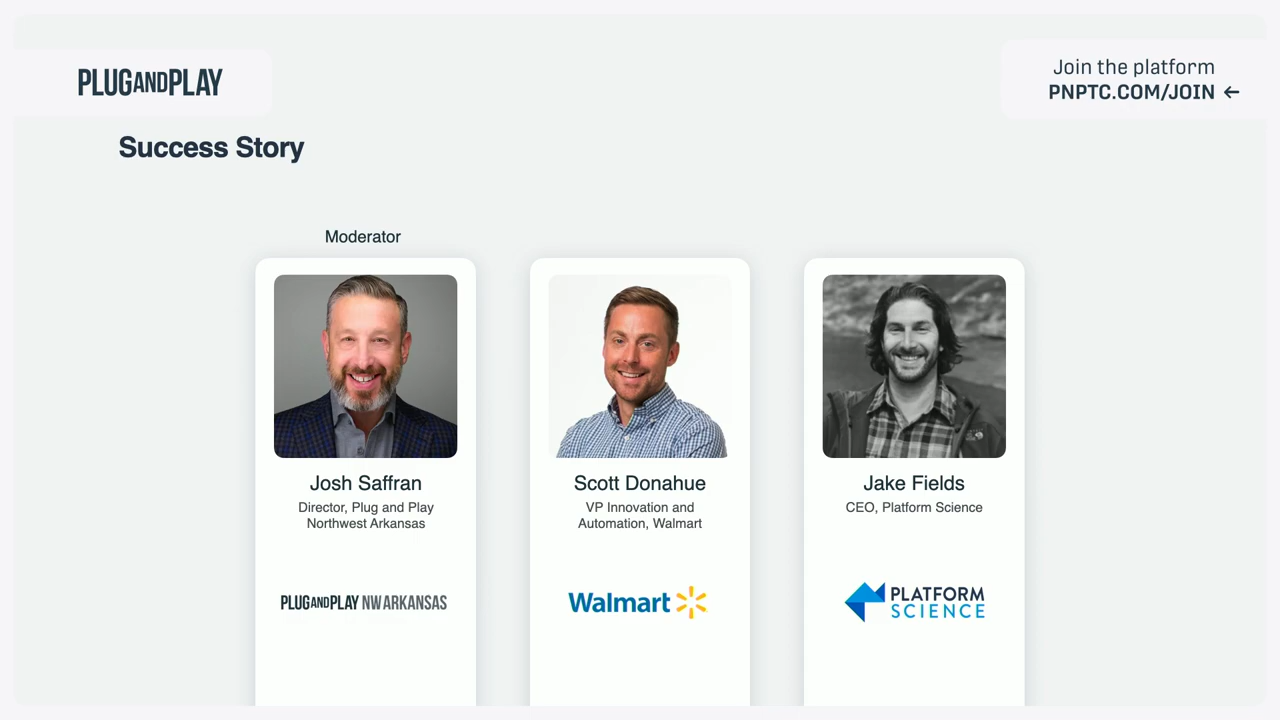 PLUGANDPLAY
Join the platform
PNPTC.COM/JOIN ←
Success Story
Moderator
Josh Saffran
Director, Plug and Play
Northwest Arkansas
PLUGANDPLAY NW ARKANSAS
Scott Donahue
VP Innovation and
Automation, Walmart
Walmart
Jake Fields
CEO, Platform Science
PLATFORM
SCIENCE